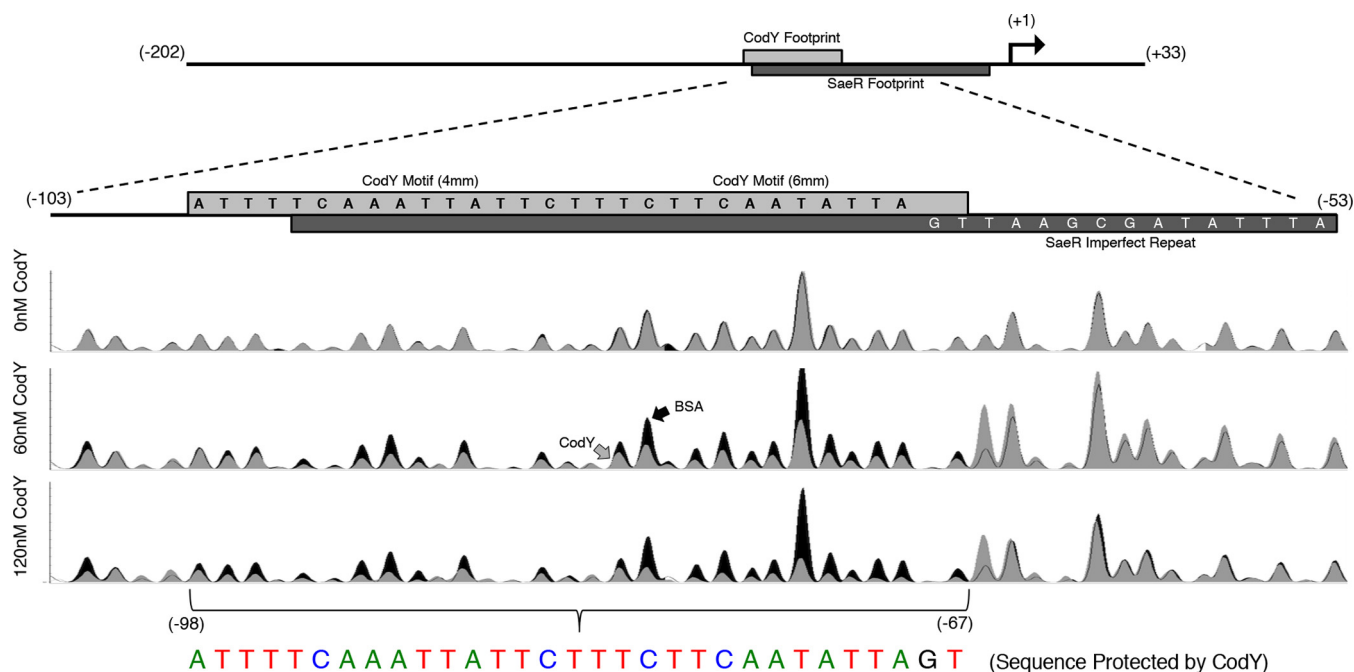 (+1)
CodY Footprint
(-202)
(+33)
SaeR Footprint
(-103)
CodY Motif (4mm)
CodY Motif (6mm)
(-53)
A T T T T C A A A T T A T T C T T T C T T C A A T A T T A
G T T A A G C G A T A T T T A
SaeR Imperfect Repeat
0nM CodY
60nM CodY
BSA
CodY
120nM CodY
(-98)
(-67)
A T T T T C A A A T T A T T C T T T C T T C A A T A T T A G T (Sequence Protected by CodY)